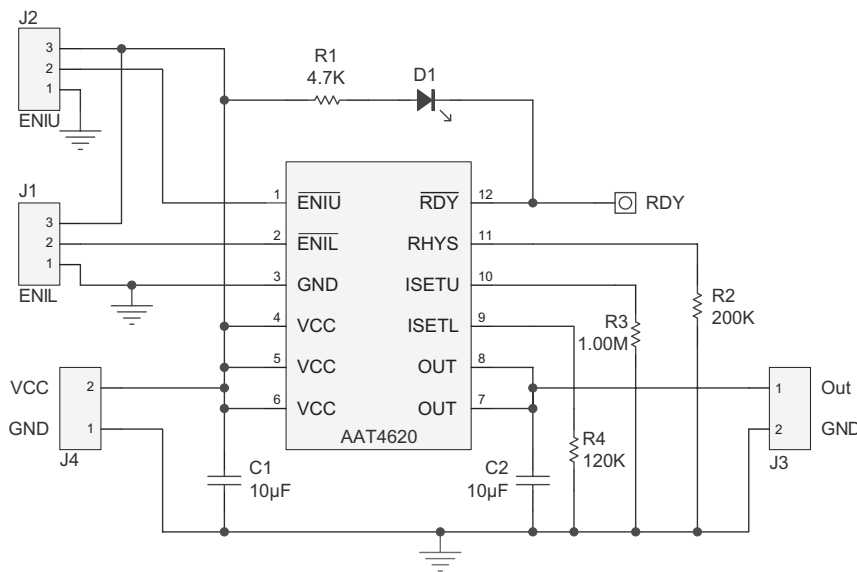 J2
3
2
1
ENIU
J1
3
2
1
ENIL
VCC 2
GND 1
J4
R1
4.7K
D1
1 ENIU
2 ENIL
3 GND
4 VCC
5 VCC
6 VCC
RDY 12
RHYS 11
ISETU 10
ISETL 9
OUT 8
OUT 7
AAT4620
RDY
R2
200K
R3
1.00M
R4
120K
C1
10µF
C2
10µF
1 Out
2 GND
J3